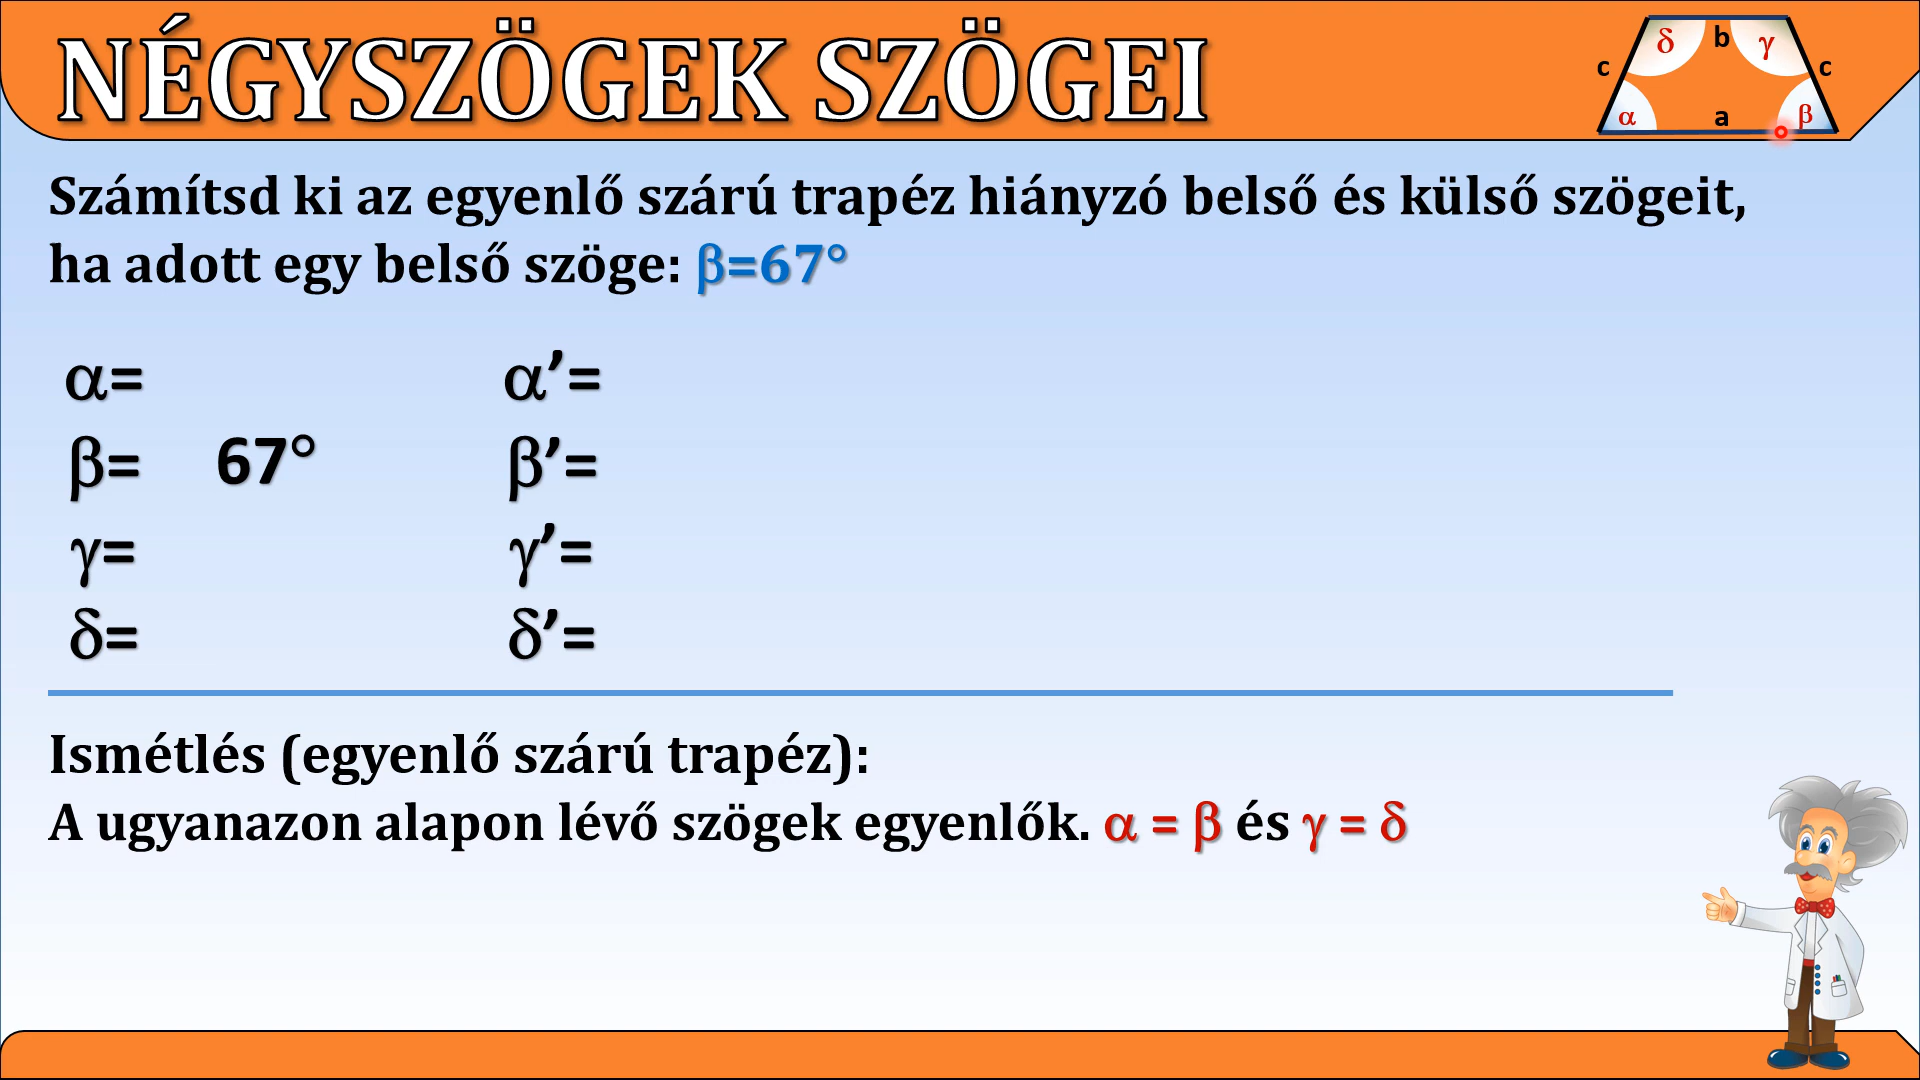 NÉGYSZÖGEK SZÖGEI
δ b γ
c c
α a β
Számítsd ki az egyenlő szárú trapéz hiányzó belső és külső szögeit,
ha adott egy belső szöge: β=67°
α= α’=
β= 67° β’=
γ= γ’=
δ= δ’=
Ismétlés (egyenlő szárú trapéz):
A ugyanazon alapon lévő szögek egyenlők. α = β és γ = δ